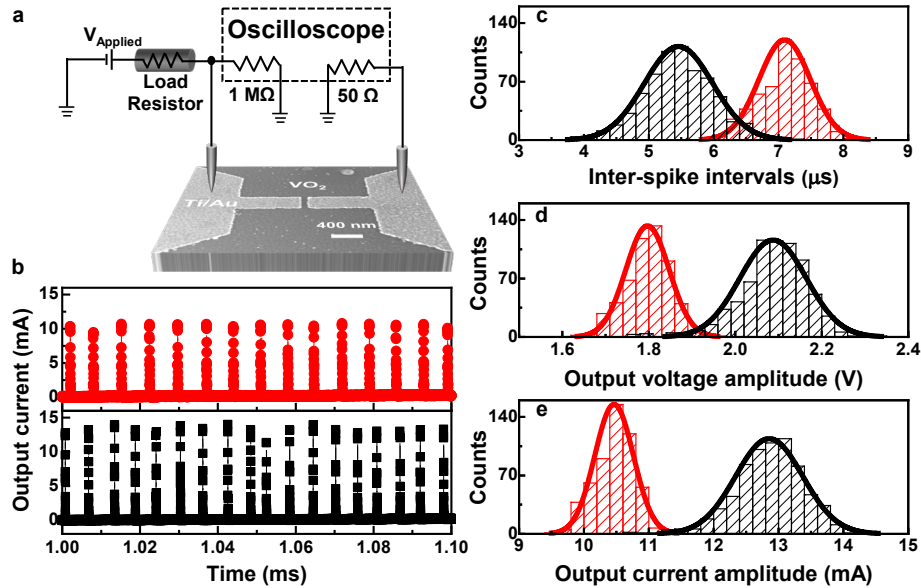 a
V_Applied
Load
Resistor
Oscilloscope
1 MΩ
50 Ω
VO₂
Ti/Au
400 nm
b
Output current (mA)
15
10
5
0
15
10
5
0
1.00 1.02 1.04 1.06 1.08 1.10
Time (ms)
c
Counts
140
70
0
3 4 5 6 7 8 9
Inter-spike intervals (μs)
d
Counts
140
70
0
1.6 1.8 2.0 2.2 2.4
Output voltage amplitude (V)
e
Counts
140
70
0
9 10 11 12 13 14 15
Output current amplitude (mA)